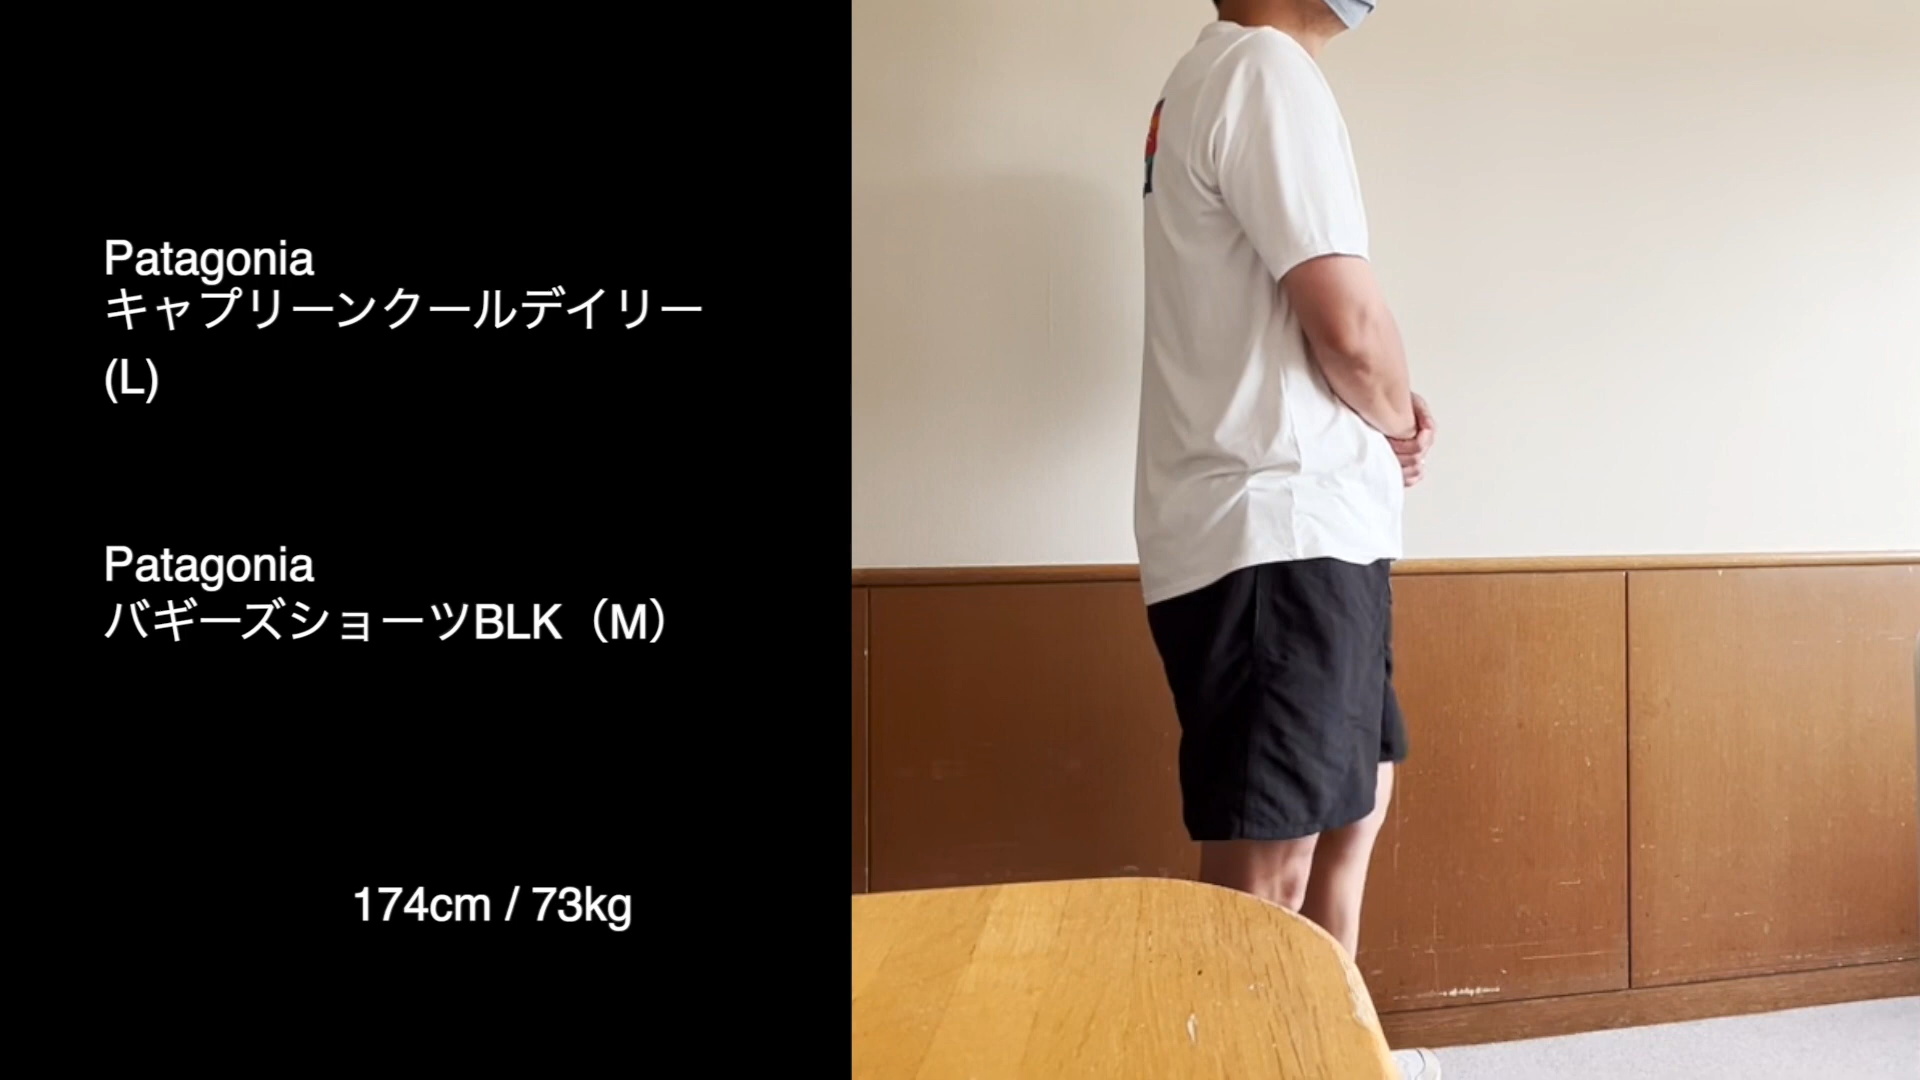 Patagonia
キャプリーンクールデイリー
(L)
Patagonia
バギーズショーツBLK（M）
174cm / 73kg